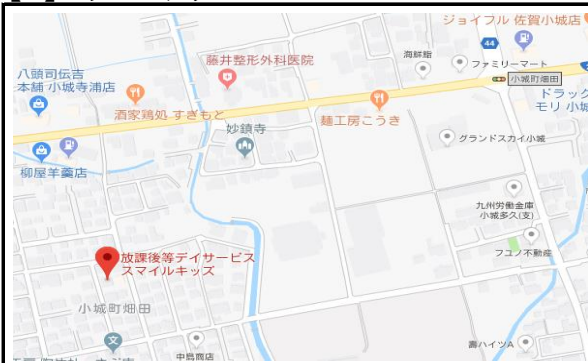 ジョイフル 佐賀小城店
藤井整形外科医院
海鮮鮨
44
ファミリーマート
小城町畑田
八頭司伝吉
本舗 小城寺浦店
酒家鶏処 すぎもと
麺工房こうき
ドラッグ
モリ 小城
妙鏡寺
グランドスカイ小城
柳屋羊羹店
九州労働金庫
小城多久(支)
放課後等デイサービス
スマイルキッズ
フユノ不動産
小城町畑田
中島商店
壽ハイツA